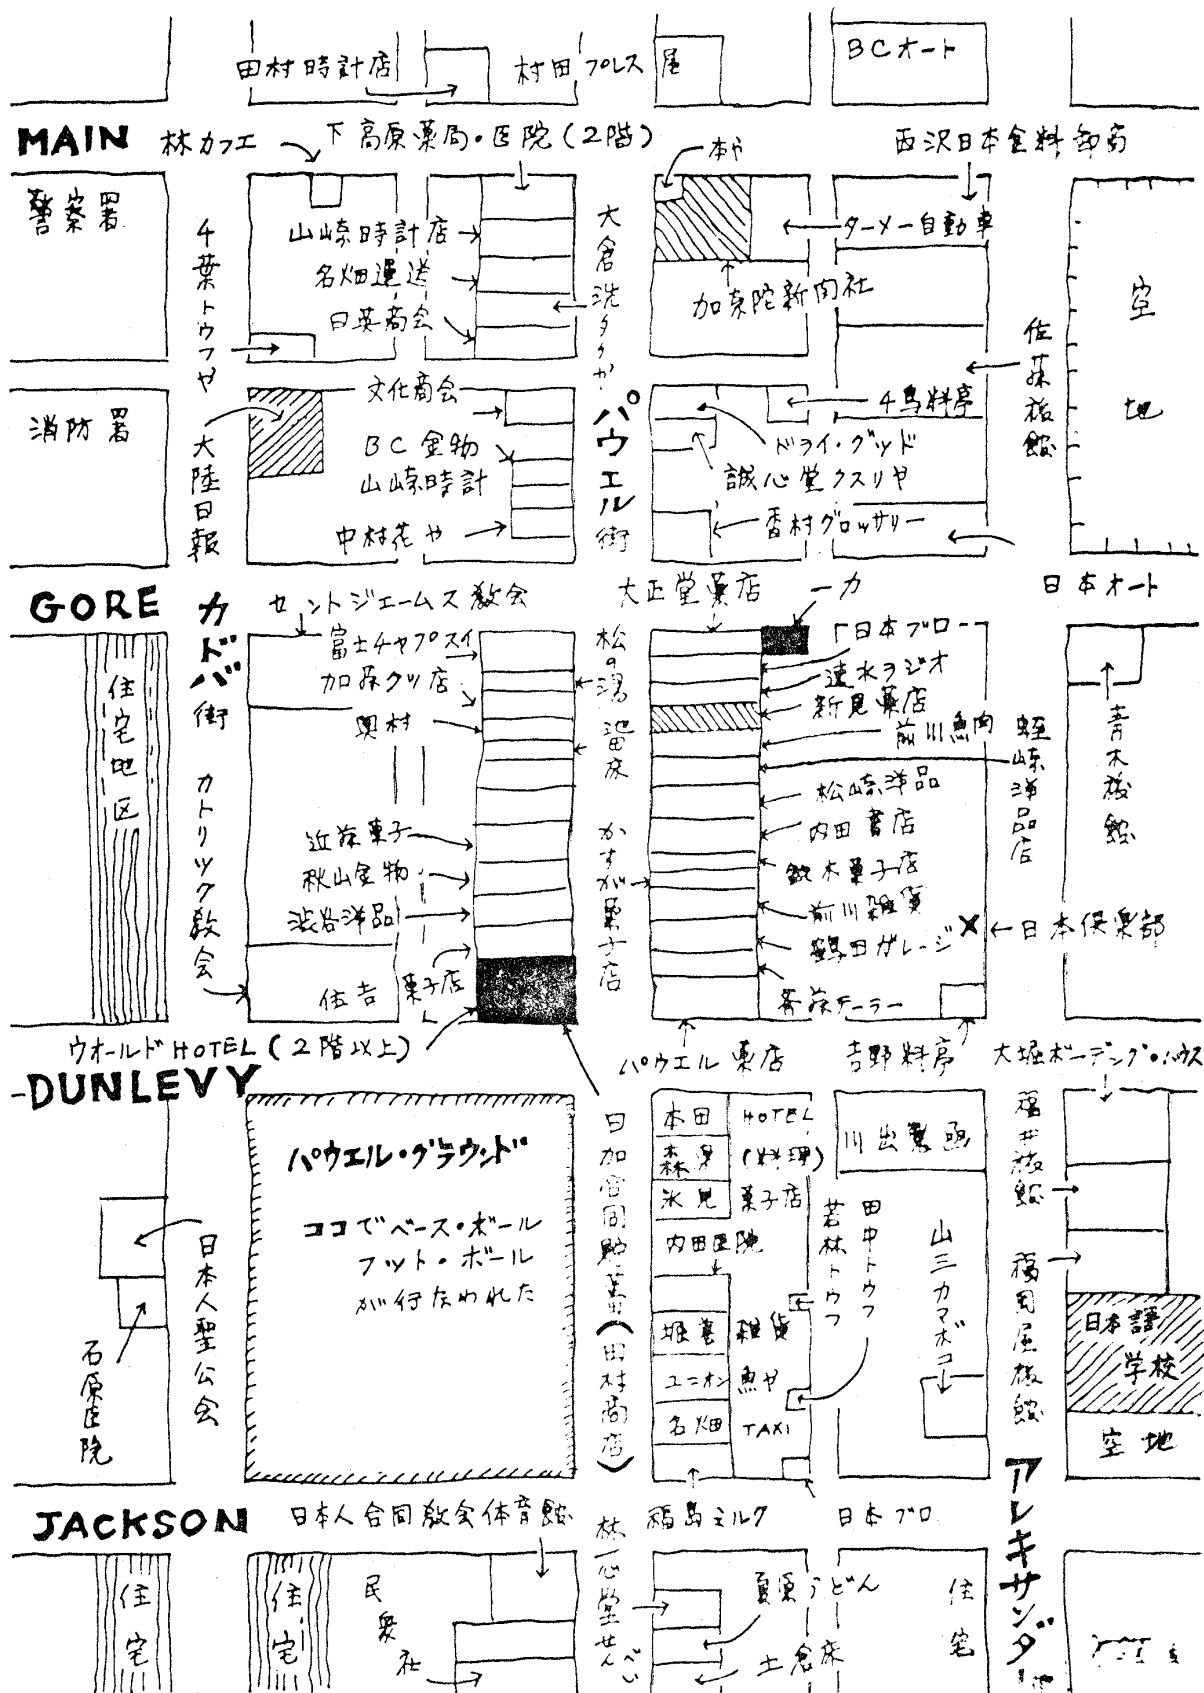 田村時計店
村田プレス屋
BCオート
MAIN
林カフエ
下高原薬局・医院(2階)
本や
西沢日本食料部商
警察署
千葉トウフや
山崎時計店
名畑運送
日英商会
大倉洗タクか
ターメー自動車
加奈陀新聞社
佐藤旅館
空地
消防署
大陸日報
文化商会
BC金物
山崎時計
中村花や
パウエル街
千鳥料亭
ドライ・グッド
誠心堂クスリヤ
香村グロッサリー
GORE
カドバ街
セントジェームス教会
大正堂薬店
一力
日本オート
住宅地区
富士チャプスイ
加藤クツ店
奥村
松の湯
池田床
「日本ブロー
速水ラジオ
新見薬店
前川魚肉
蛭崎洋品店
青木旅館
松崎洋品
内田書店
鈴木菓子店
前川雑貨
鶴田ガレージ
斉藤テーラー
日本倶楽部
カトリック教会
近藤菓子
秋山金物
渋谷洋品
かすが菓子店
住吉
菓子店
ウオールドHOTEL(2階以上)
パウエル薬店
吉野料亭
大堀ボーデング・ハウス
DUNLEVY
パウエル・グラウンド
ココでベース・ボール
フット・ボール
が行なわれた
日加合同貯蓄(田村商店)
本田 HOTEL
森見 (料理)
氷見 菓子店
内田医院
堀基 雑貨
ユニオン 魚や
名畑 TAXI
川出製函
若林トウフ
田中トウフ
山三カマボコ
福井旅館
福岡屋旅館
日本語
学校
空地
日本人聖公会
石原医院
アレキサンダー
JACKSON
日本人合同教会体育館
福島ミルク
日本ブロ
住宅
住宅
民衆社
林一心堂せんべい
夏原うどん
土倉床
住宅